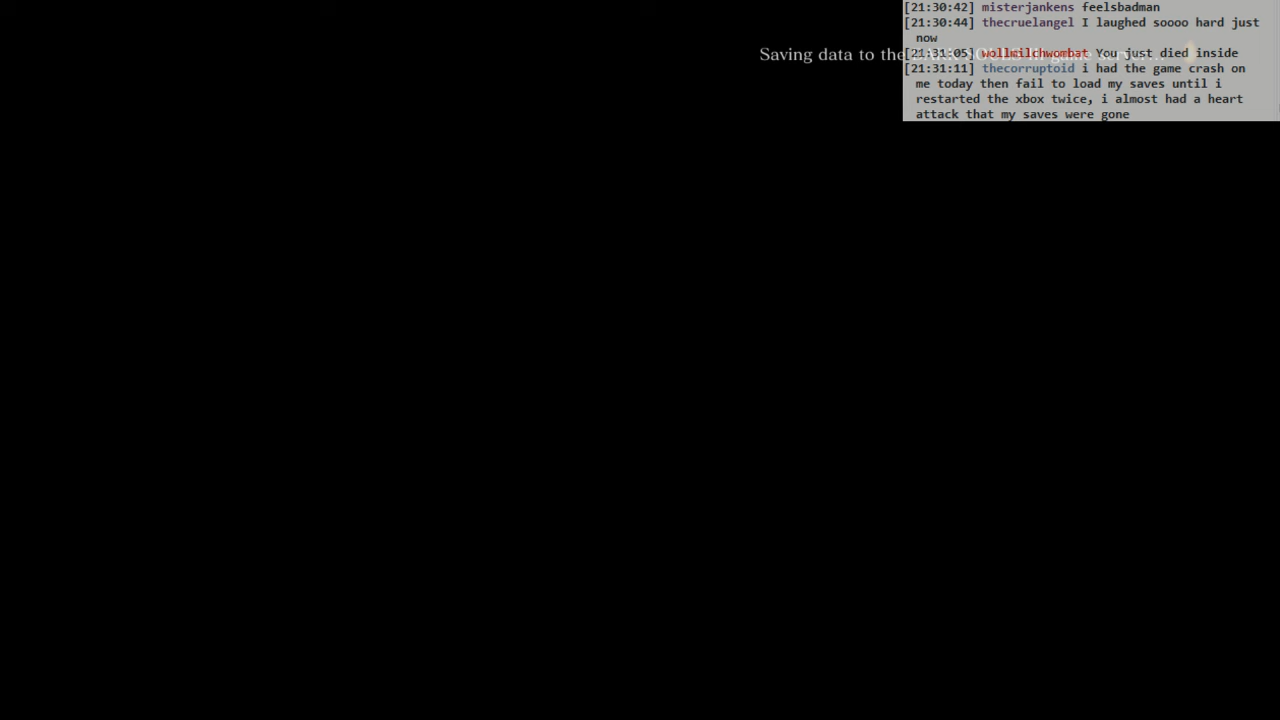 [21:30:42] misterjankens feelsbadman
[21:30:44] thecruelangel I laughed soooo hard just
now
Saving data to the
[21:31:05] wollmilchwombat You just died inside
[21:31:11] thecorruptoid i had the game crash on
me today then fail to load my saves until i
restarted the xbox twice, i almost had a heart
attack that my saves were gone